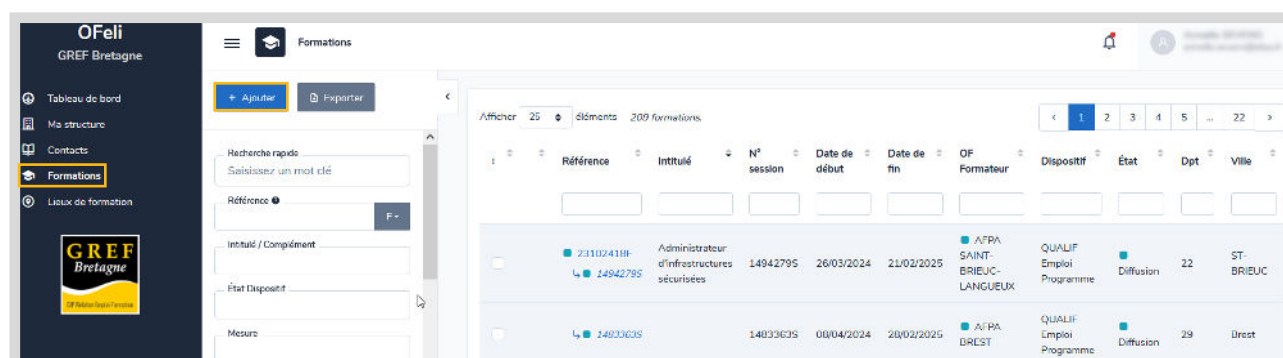 OFeli
GREF Bretagne
Formations
Tableau de bord
Ma structure
Contacts
Formations
Lieux de formation
GREF
Bretagne
+ Ajouter
Exporter
Recherche rapide
Saisissez un mot clé
Référence
F
Intitulé / Complément
État Dispositif
Mesure
Afficher 25 éléments 209 formations.
< 1 2 3 4 5 ... 22 >
Référence Intitulé N° session Date de début Date de fin OF Formateur Dispositif État Dpt Ville
23102418F
↳ 1494279S
Administrateur
d'infrastructures
sécurisées
1494279S 26/03/2024 21/02/2025
AFPA
SAINT-
BRIEUC-
LANGUEUX
QUALIF
Emploi
Programme
Diffusion
22
ST-
BRIEUC
↳ 1483363S
1483363S 08/04/2024 28/02/2025
AFPA
BREST
QUALIF
Emploi
Programme
Diffusion
29
Brest